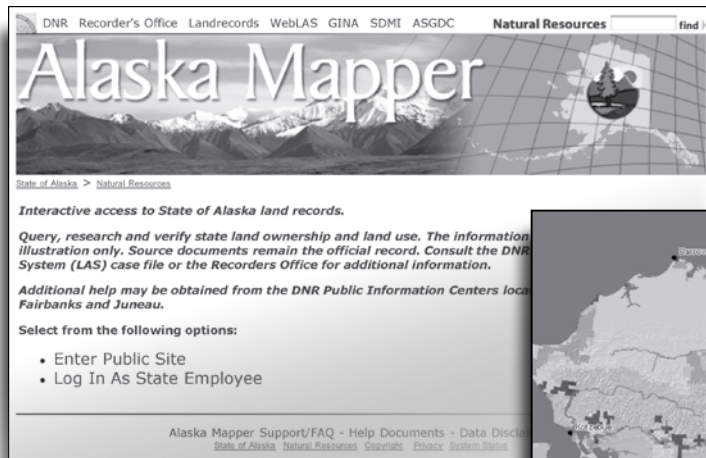 DNR Recorder's Office Landrecords WebLAS GINA SDMI ASGDC Natural Resources find
Alaska Mapper
State of Alaska > Natural Resources
Interactive access to State of Alaska land records.
Query, research and verify state land ownership and land use. The information
illustration only. Source documents remain the official record. Consult the DNR
System (LAS) case file or the Recorders Office for additional information.
Additional help may be obtained from the DNR Public Information Centers
Fairbanks and Juneau.
Select from the following options:
• Enter Public Site
• Log In As State Employee
Alaska Mapper Support/FAQ - Help Documents - Data
State of Alaska Natural Resources Copyright Privacy System Status
Barrow
Kotzebue